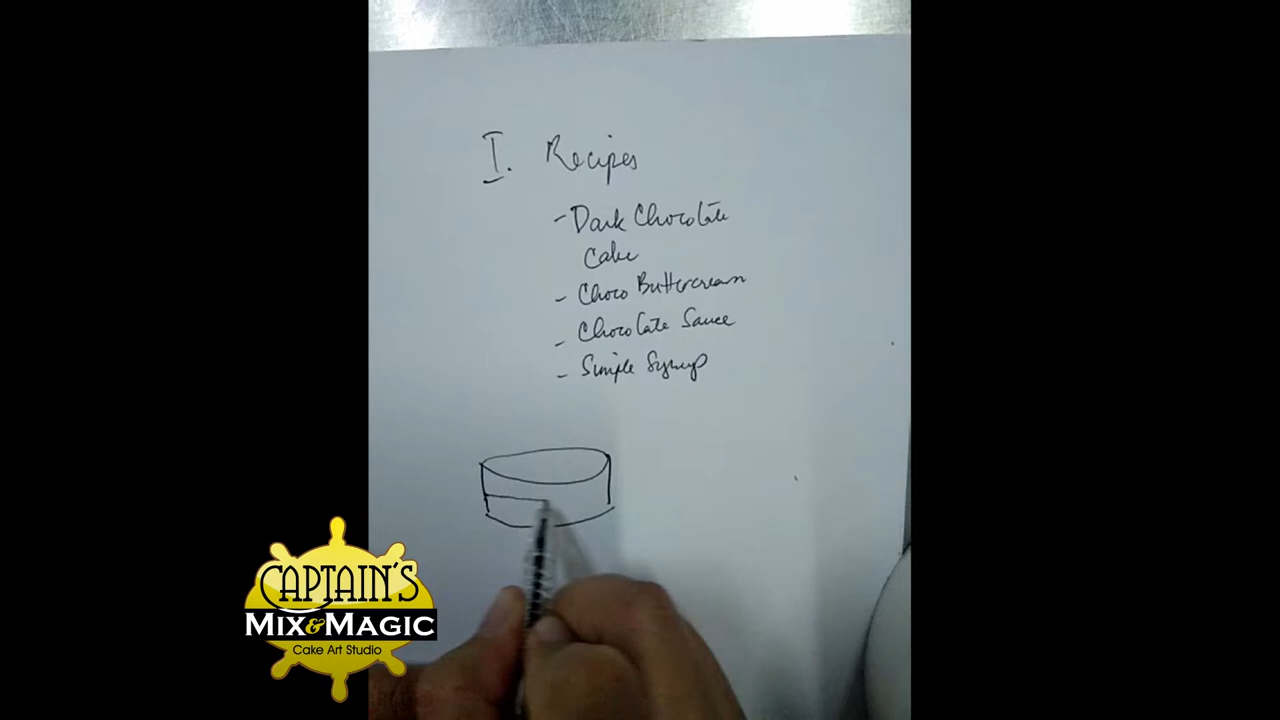 I. Recipes
- Dark Chocolate
Cake
- Choco Buttercream
- Chocolate Sauce
- Simple Syrup
CAPTAIN'S
MIX & MAGIC
Cake Art Studio